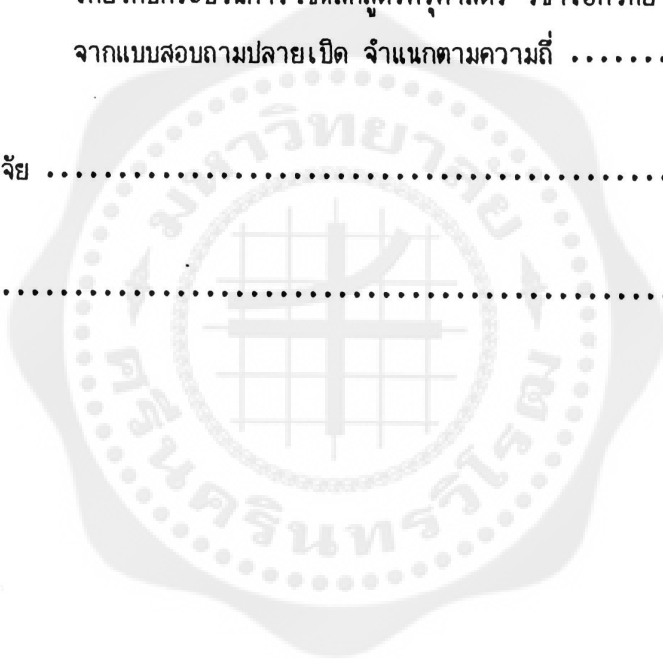 จากแบบสอบถามปลายเปิด จำแนกตามความถี่ .......
จัย ..................................................
..................................................
มหาวิทยาลัย
ศรีนครินทรวิโรฒ